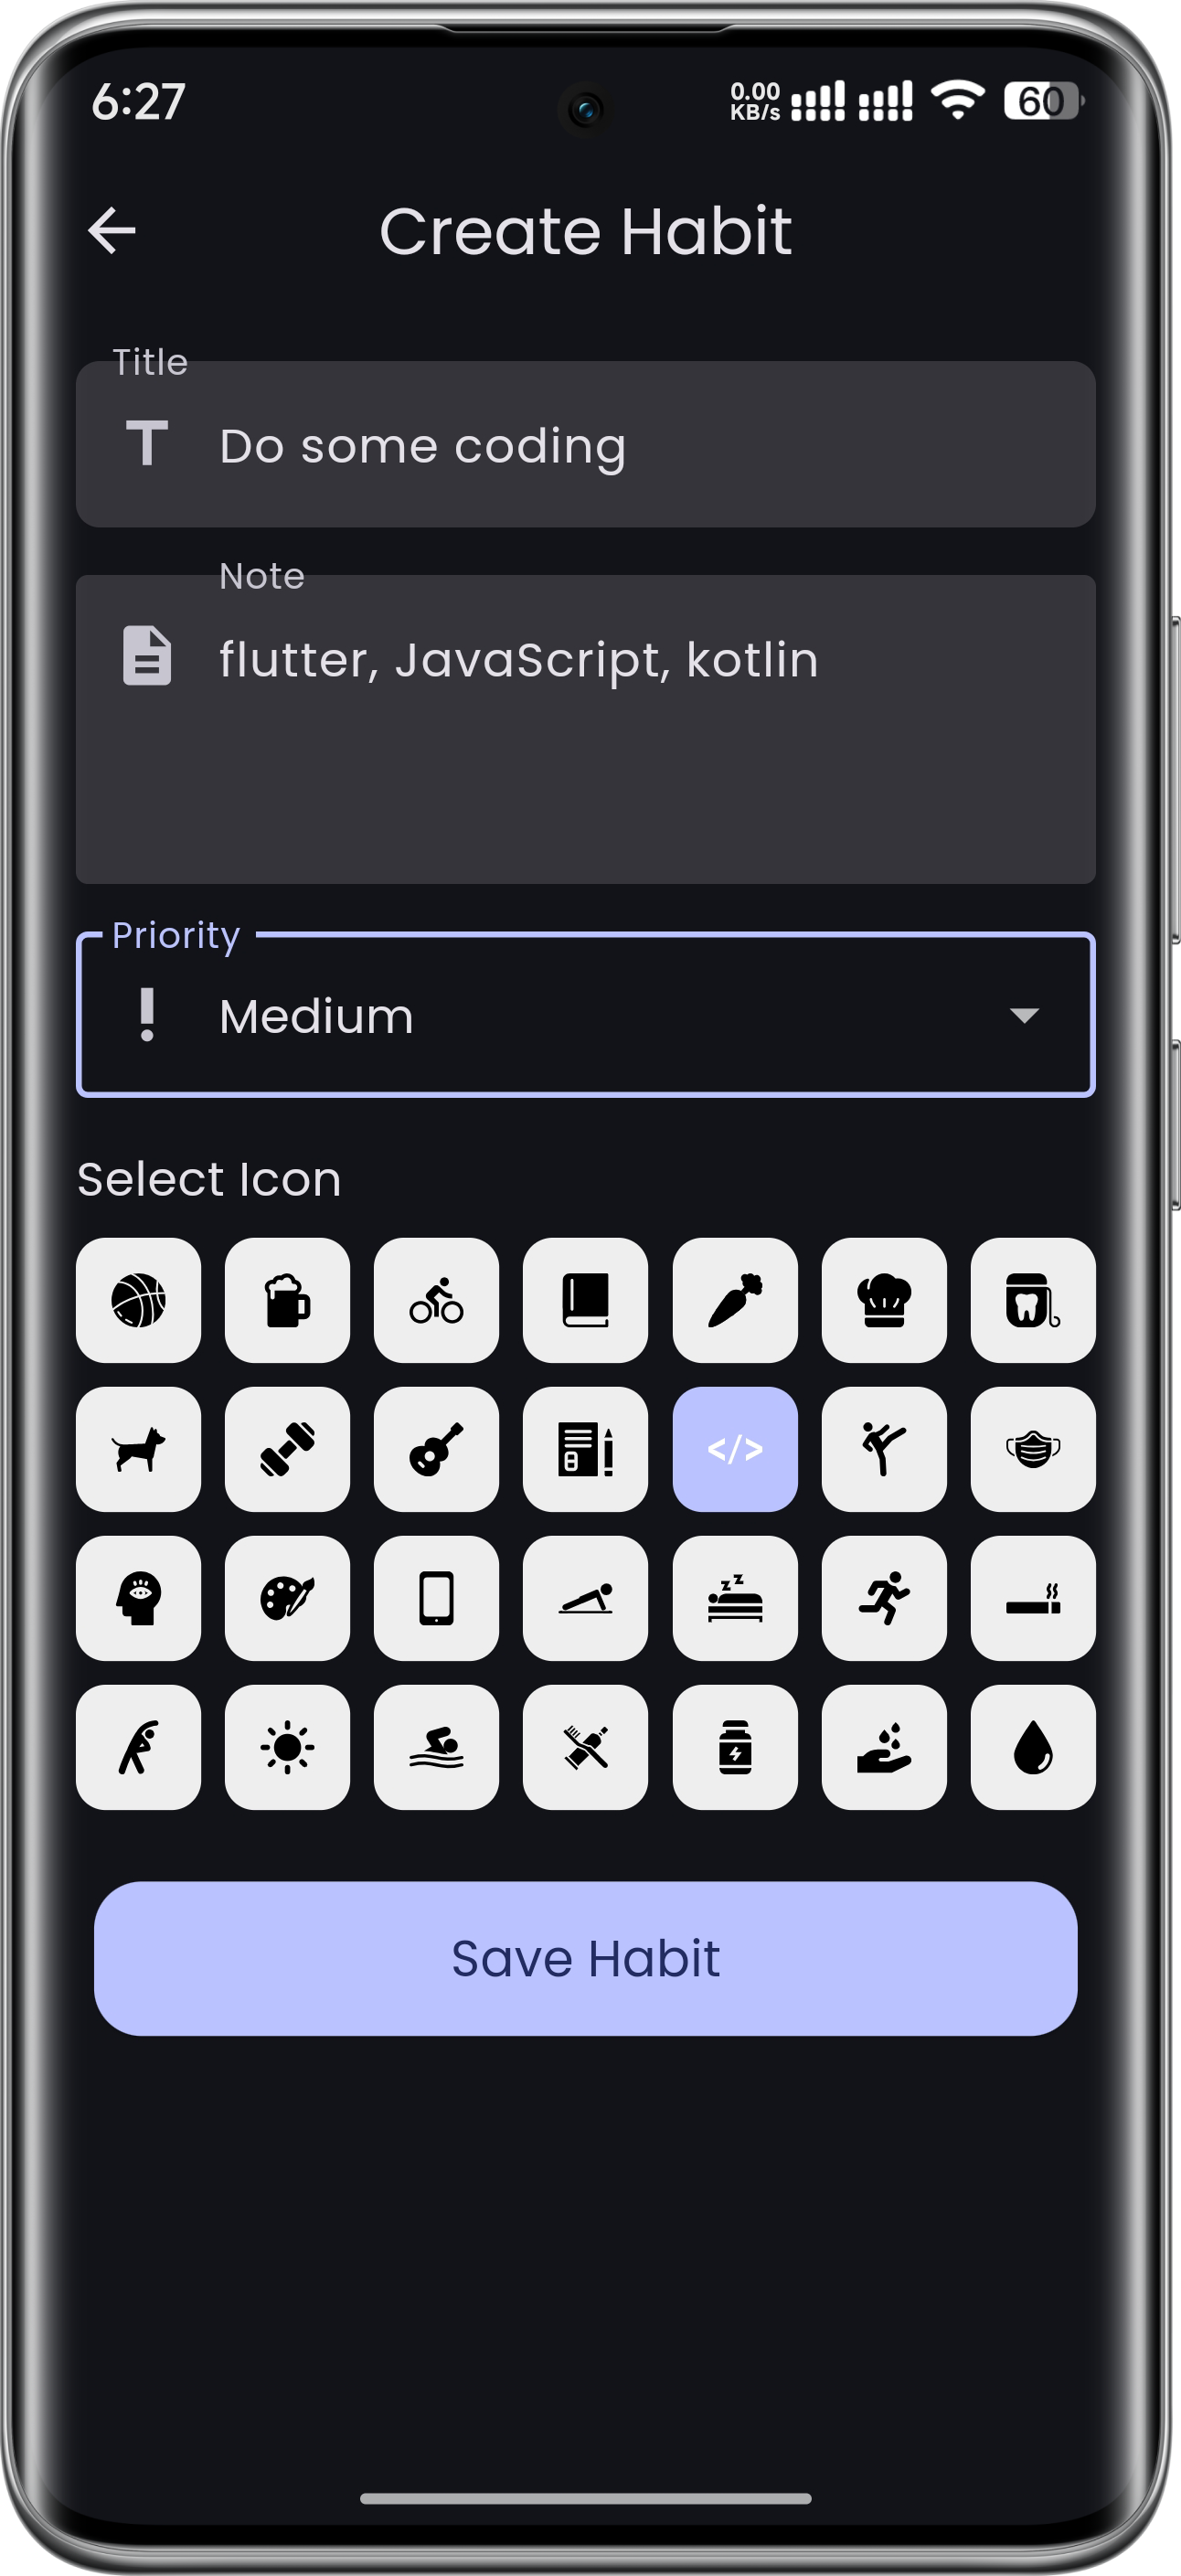 6:27
0.00
KB/s
60
Create Habit
Title
Do some coding
Note
flutter, JavaScript, kotlin
Priority
Medium
Select Icon
</>
Save Habit